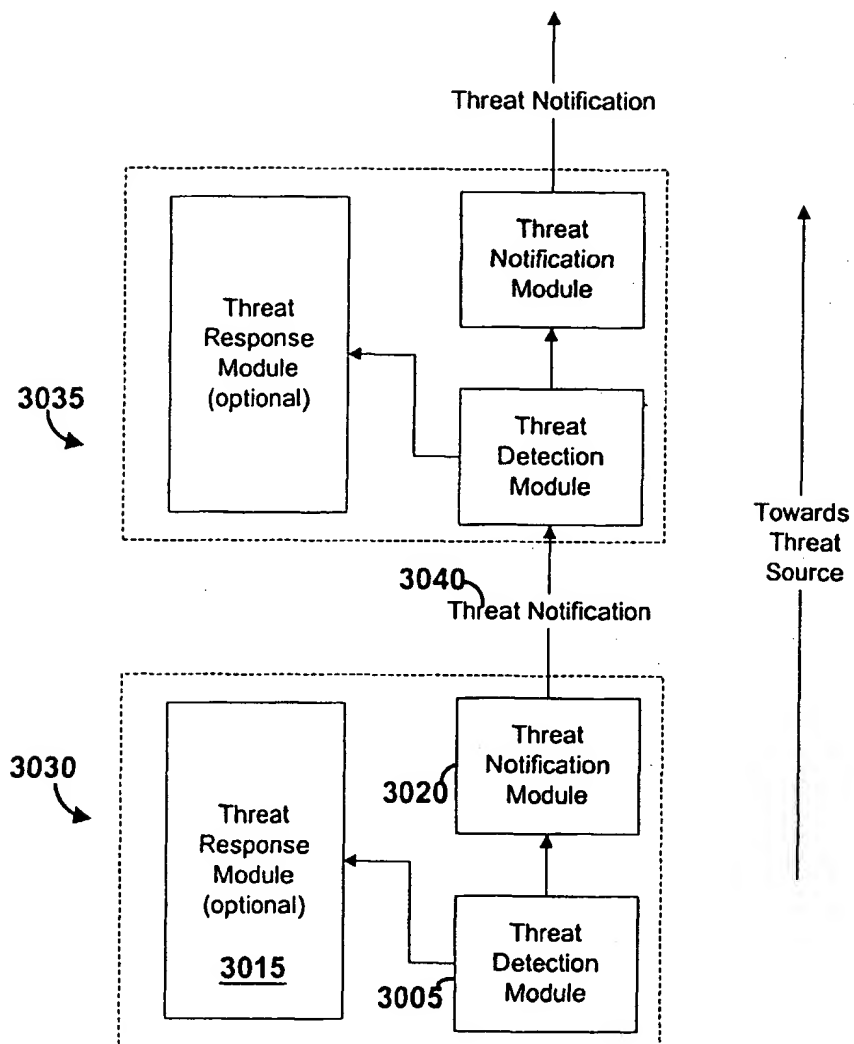 Threat Notification
Threat
Notification
Module
Threat
Response
Module
(optional)
3035
Threat
Detection
Module
Towards
Threat
Source
3040
Threat Notification
Threat
Notification
Module
3020
3030
Threat
Response
Module
(optional)
3015
Threat
Detection
Module
3005